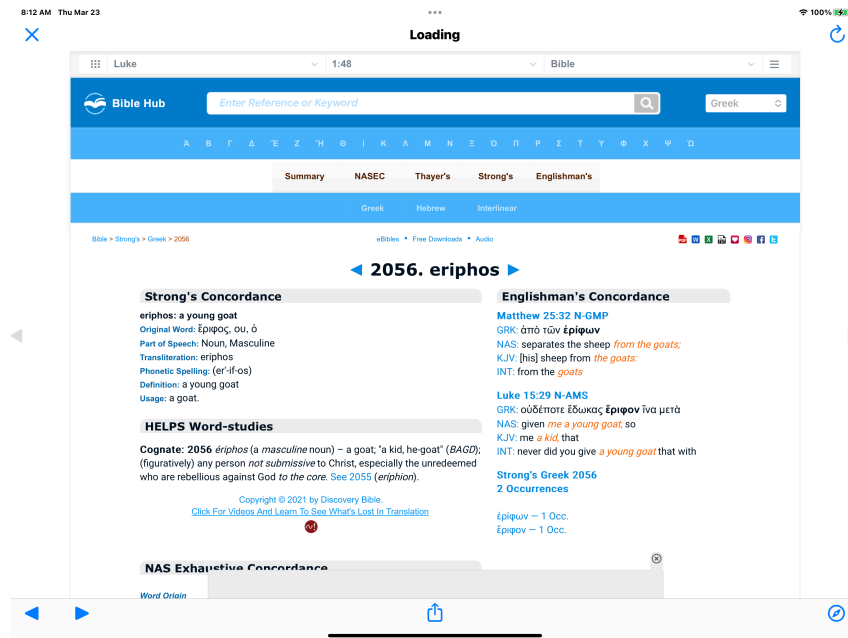 8:12 AM Thu Mar 23
100%
Loading
Luke 1:48 Bible
Bible Hub Enter Reference or Keyword Greek
Ἀ Β Γ Δ Ἐ Ζ Ἡ Θ Ἰ Κ Λ Μ Ν Ξ Ὀ Π Ρ Σ Τ Υ Φ Χ Ψ Ὠ
Summary NASEC Thayer's Strong's Englishman's
Greek Hebrew Interlinear
Bible > Strong's > Greek > 2056
eBibles • Free Downloads • Audio
◀ 2056. eriphos ▶
Strong's Concordance
eriphos: a young goat
Original Word: ἔριφος, ου, ὁ
Part of Speech: Noun, Masculine
Transliteration: eriphos
Phonetic Spelling: (er'-if-os)
Definition: a young goat
Usage: a goat.
HELPS Word-studies
Cognate: 2056 ériphos (a masculine noun) – a goat; "a kid, he-goat" (BAGD);
(figuratively) any person not submissive to Christ, especially the unredeemed
who are rebellious against God to the core. See 2055 (eríphion).
Copyright © 2021 by Discovery Bible.
Click For Videos And Learn To See What's Lost In Translation
NAS Exhaustive Concordance
Word Origin
Englishman's Concordance
Matthew 25:32 N-GMP
GRK: ἀπὸ τῶν ἐρίφων
NAS: separates the sheep from the goats;
KJV: [his] sheep from the goats:
INT: from the goats
Luke 15:29 N-AMS
GRK: οὐδέποτε ἔδωκας ἔριφον ἵνα μετὰ
NAS: given me a young goat, so
KJV: me a kid, that
INT: never did you give a young goat that with
Strong's Greek 2056
2 Occurrences
ἐρίφων — 1 Occ.
ἔριφον — 1 Occ.